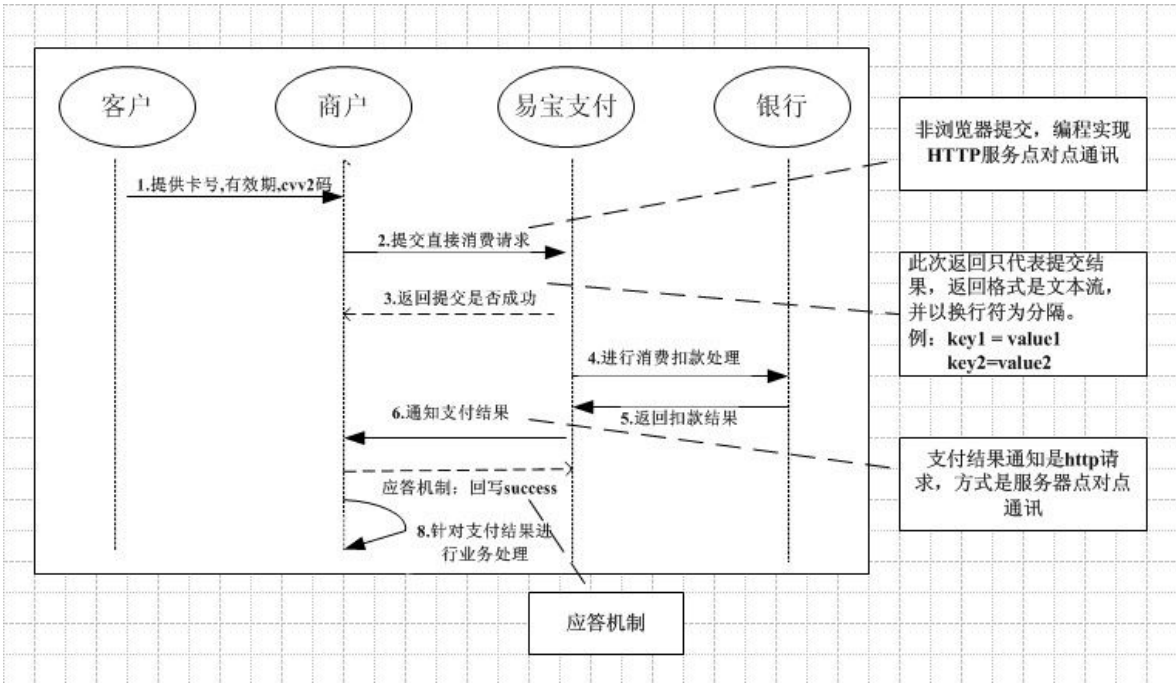 客户
商户
易宝支付
银行
非浏览器提交，编程实现
HTTP服务点对点通讯
1.提供卡号,有效期,cvv2码
2.提交直接消费请求
此次返回只代表提交结
果，返回格式是文本流，
并以换行符为分隔。
例：key1 = value1
key2=value2
3.返回提交是否成功
4.进行消费扣款处理
5.返回扣款结果
6.通知支付结果
支付结果通知是http请
求，方式是服务器点对点
通讯
应答机制：回写success
8.针对支付结果进
行业务处理
应答机制